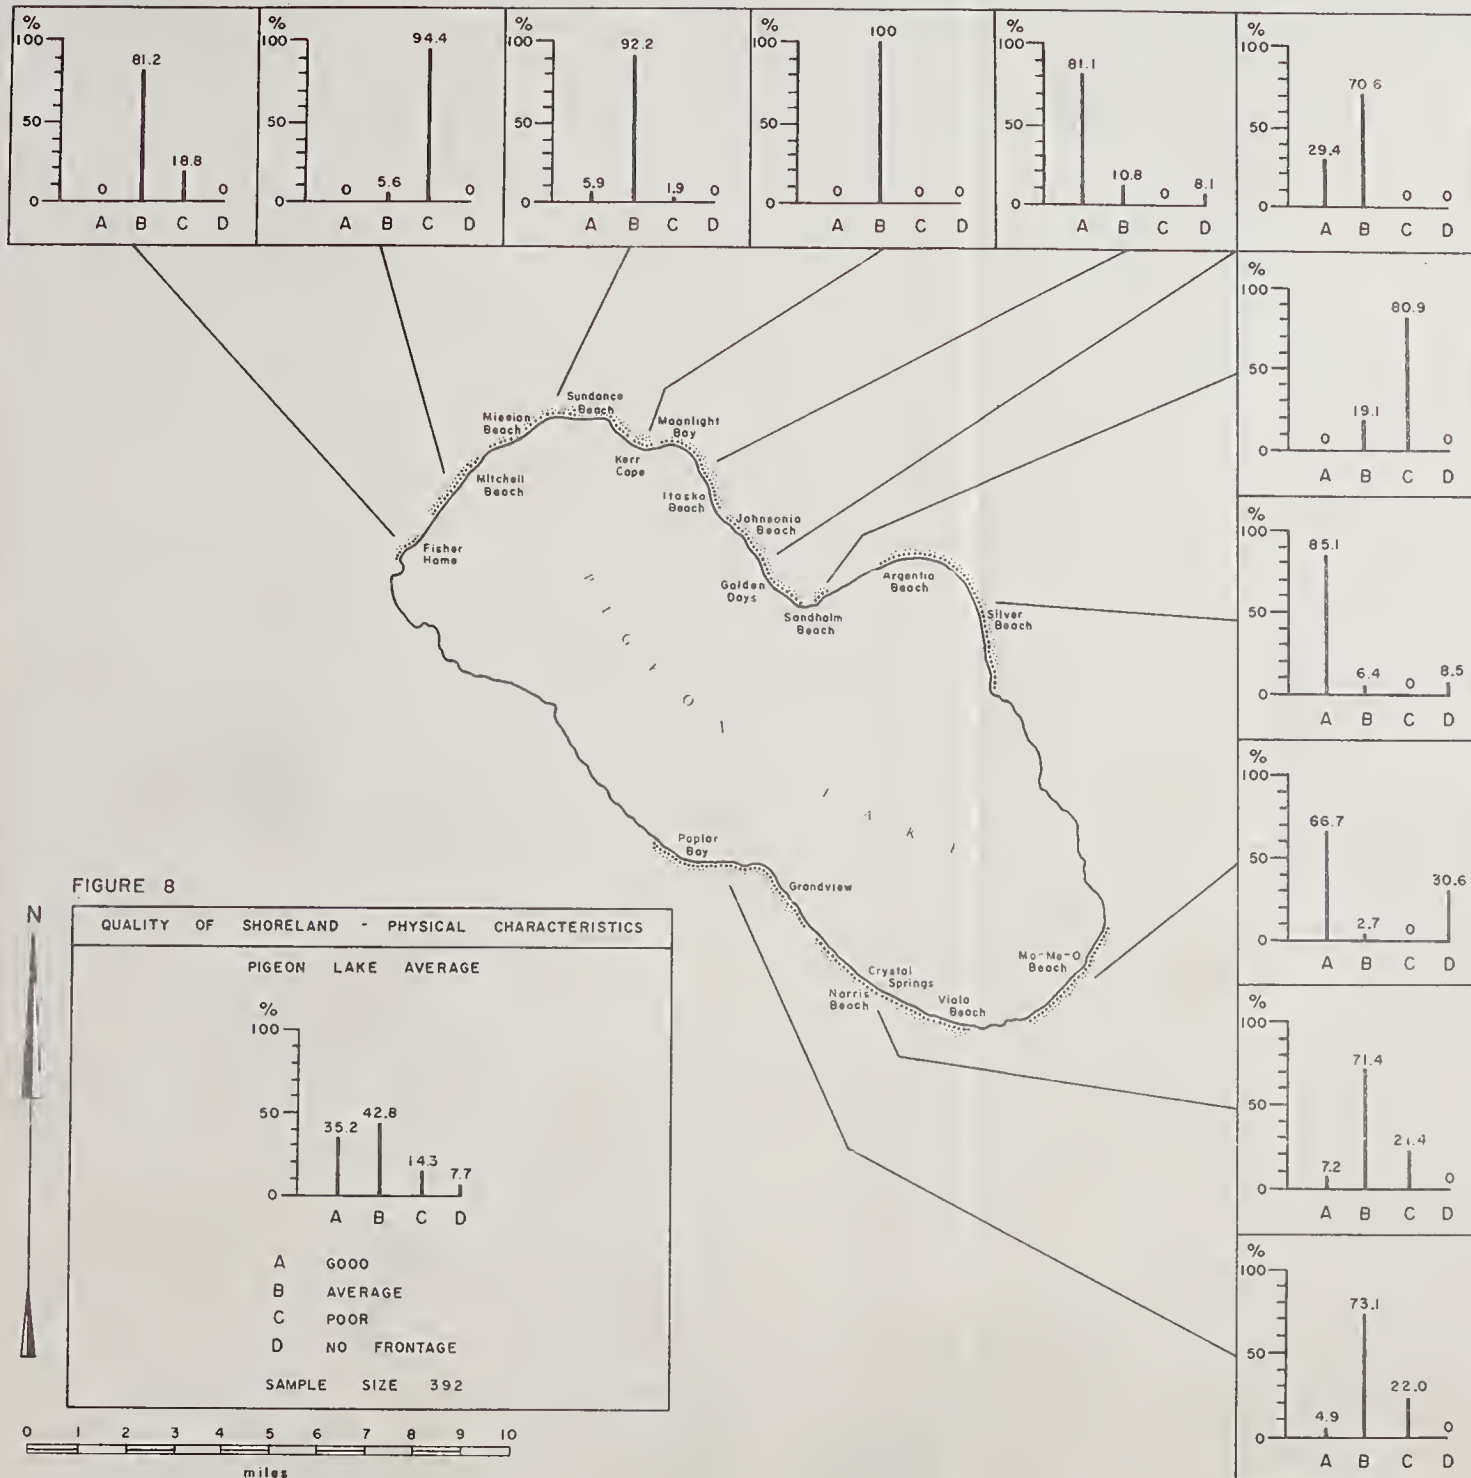 %
100
50
0
81.2
0
18.8
0
A B C D
%
100
50
0
94.4
0
5.6
0
A B C D
%
100
50
0
92.2
5.9
1.9
0
A B C D
%
100
50
0
100
0
0
0
A B C D
%
100
50
0
81.1
10.8
0
8.1
A B C D
%
100
50
0
70.6
29.4
0
0
A B C D
%
100
50
0
80.9
0
19.1
0
A B C D
%
100
50
0
85.1
6.4
0
8.5
A B C D
%
100
50
0
66.7
2.7
0
30.6
A B C D
%
100
50
0
71.4
7.2
21.4
0
A B C D
%
100
50
0
73.1
4.9
22.0
0
A B C D
Sundance
Beach
Mission
Beach
Moonlight
Bay
Kerr
Cape
Mitchell
Beach
Itaska
Beach
Johnsonia
Beach
Fisher
Home
Golden
Days
Sandholm
Beach
Argentia
Beach
Silver
Beach
Poplar
Bay
Grandview
Crystal
Springs
Norris
Beach
Viola
Beach
Ma-Me-O
Beach
FIGURE 8
N
QUALITY OF SHORELAND - PHYSICAL CHARACTERISTICS
PIGEON LAKE AVERAGE
%
100
50
0
35.2
42.8
14.3
7.7
A B C D
A GOOD
B AVERAGE
C POOR
D NO FRONTAGE
SAMPLE SIZE 392
0 1 2 3 4 5 6 7 8 9 10
miles